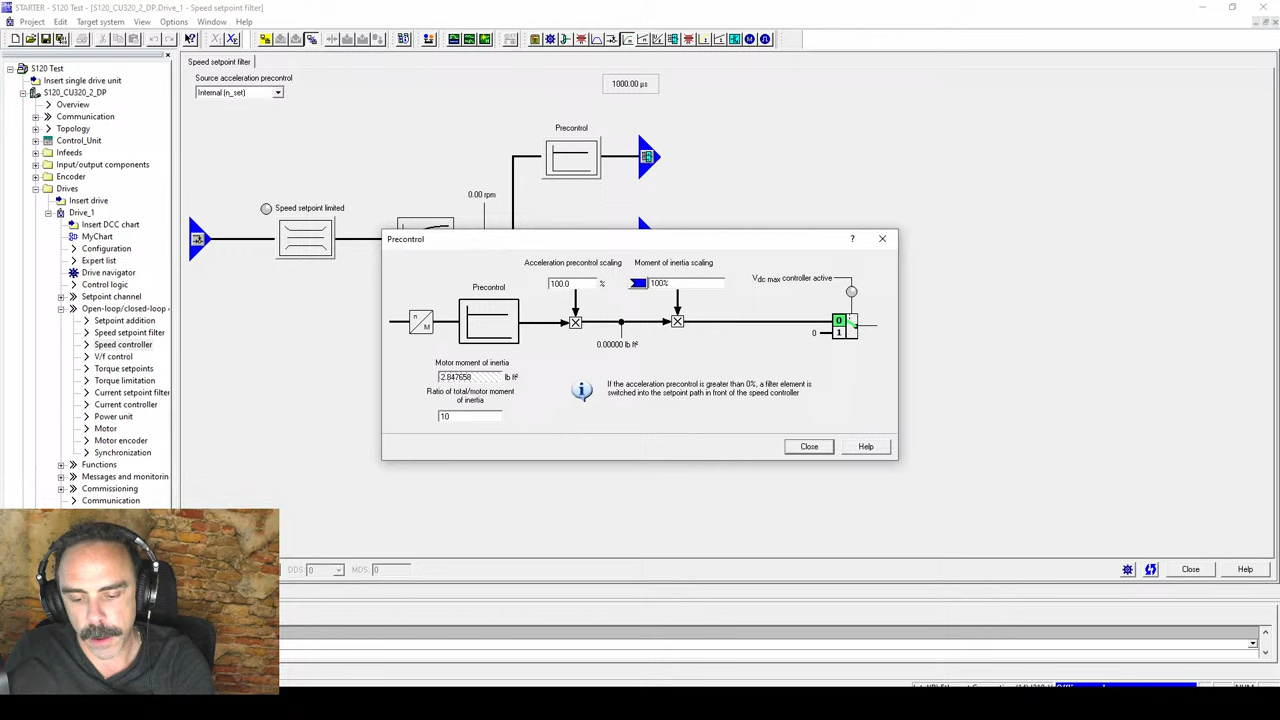 STARTER - S120 Test - [S120_CU320_2_DP.Drive_1 - Speed setpoint filter]
Project Edit Target system View Options Window Help
S120 Test
Insert single drive unit
S120_CU320_2_DP
Overview
Communication
Topology
Control_Unit
Infeeds
Input/output components
Encoder
Drives
Insert drive
Drive_1
Insert DCC chart
MyChart
Configuration
Expert list
Drive navigator
Control logic
Setpoint channel
Open-loop/closed-loop
Setpoint addition
Speed setpoint filter
Speed controller
V/f control
Torque setpoints
Torque limitation
Current setpoint filter
Current controller
Power unit
Motor
Motor encoder
Synchronization
Functions
Messages and monitorin
Commissioning
Communication
Speed setpoint filter
Source acceleration precontrol
Internal (n_set)
1000.00 µs
Precontrol
0.00 rpm
Speed setpoint limited
Precontrol
? ×
Acceleration precontrol scaling
100.0 %
Moment of inertia scaling
100%
Vdc max controller active
Precontrol
n
M
0
1
0
0.00000 lb ft²
Motor moment of inertia
2.847658 lb ft²
Ratio of total/motor moment
of inertia
10
If the acceleration precontrol is greater than 0%, a filter element is
switched into the setpoint path in front of the speed controller
Close Help
DDS: 0 MDS: 0
Close Help